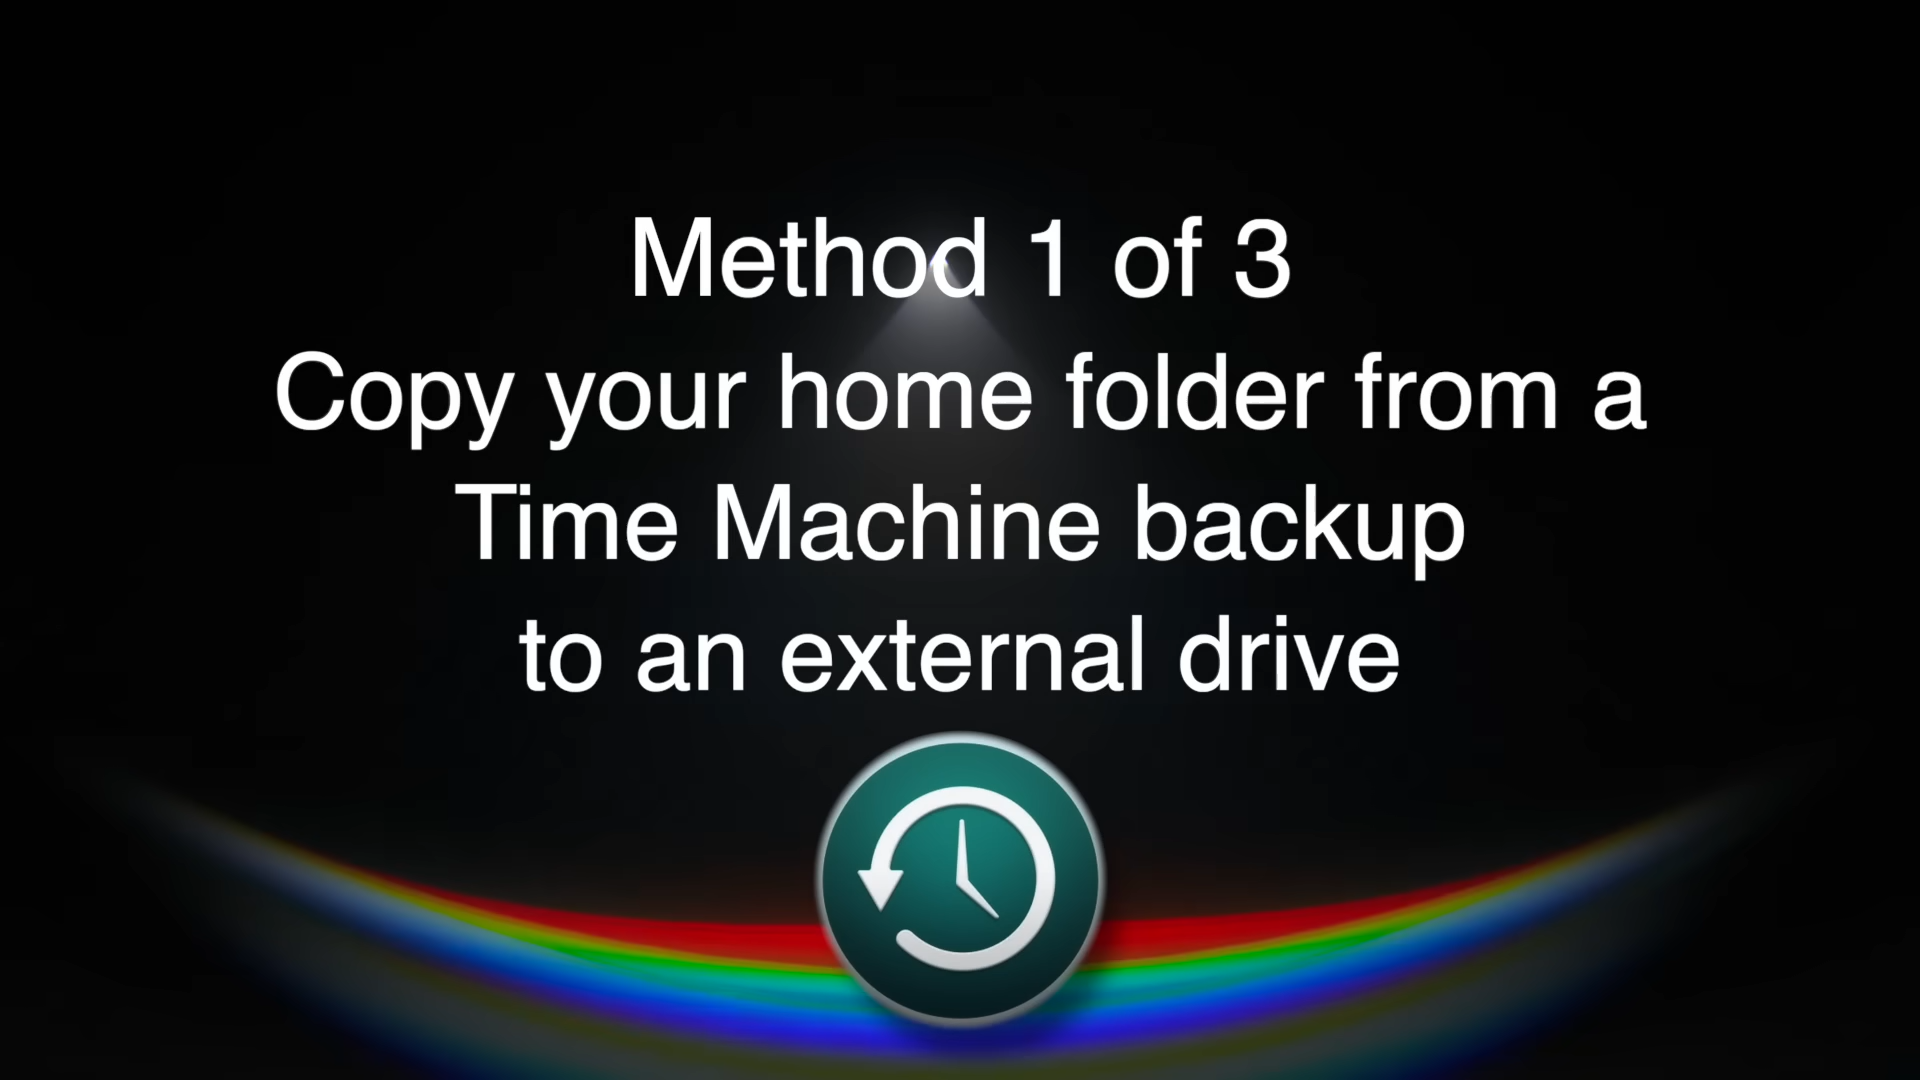 Method 1 of 3
Copy your home folder from a
Time Machine backup
to an external drive